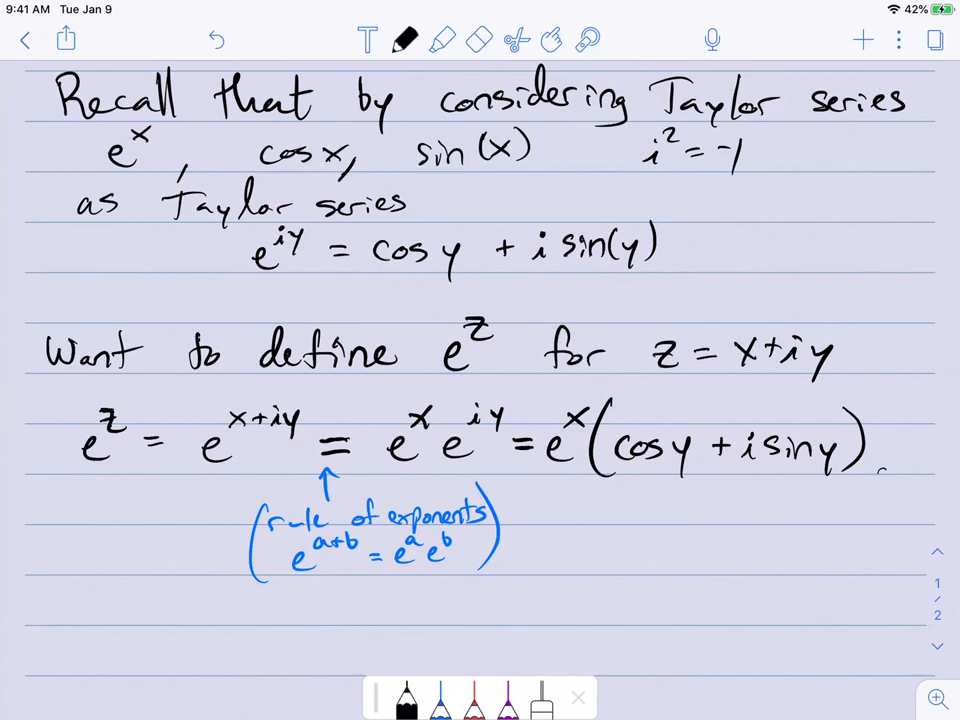 9:41 AM Tue Jan 9 42%
T
Recall that by considering Taylor series
e^x, cos x, sin(x) i^2 = -1
as Taylor series
e^{iy} = cos y + i sin(y)
Want to define e^z for z = x+iy
e^z = e^{x+iy} = e^x e^{iy} = e^x (cos y + i sin y).
(rule of exponents
e^{a+b} = e^a e^b)
1
/
2